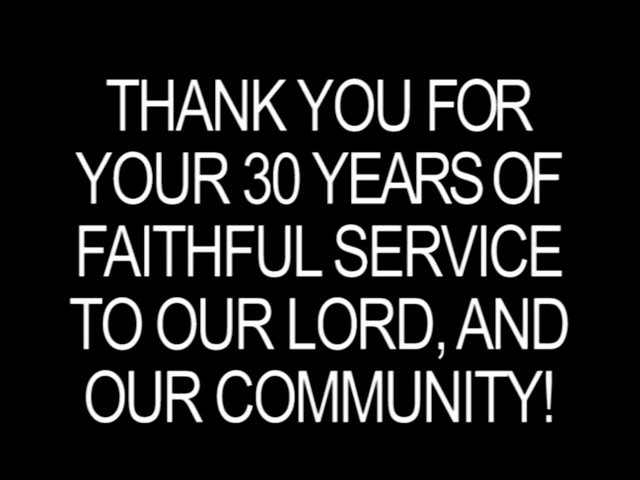 THANK YOU FOR
YOUR 30 YEARS OF
FAITHFUL SERVICE
TO OUR LORD, AND
OUR COMMUNITY!